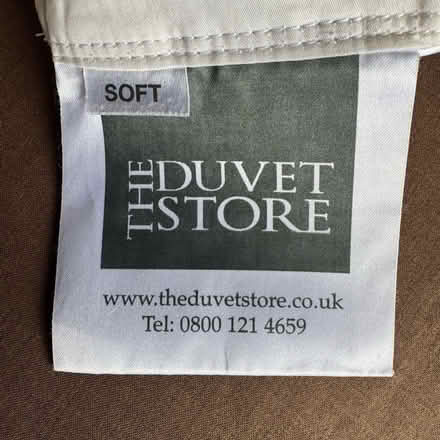 SOFT
THE DUVET
STORE
www.theduvetstore.co.uk
Tel: 0800 121 4659